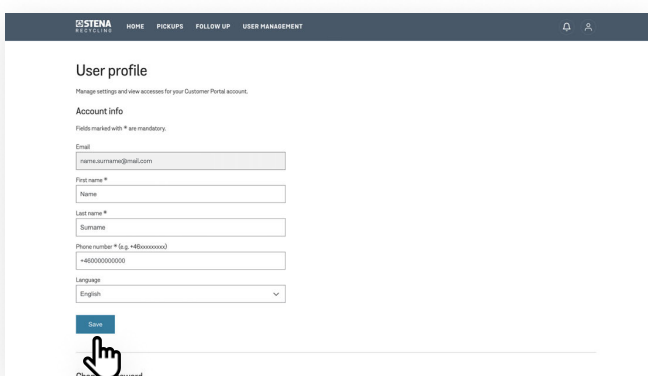 STENA
RECYCLING
HOME PICKUPS FOLLOW UP USER MANAGEMENT
User profile
Manage settings and view accesses for your Customer Portal account.
Account info
Fields marked with * are mandatory.
Email
name.surname@mail.com
First name *
Name
Last name *
Surname
Phone number * (e.g. +46xxxxxxxxx)
+460000000000
Language
English
Save